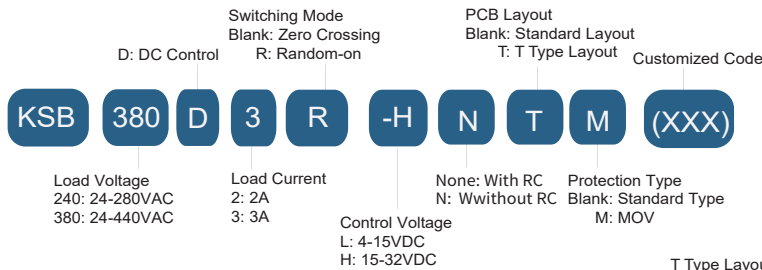 Switching Mode
Blank: Zero Crossing
R: Random-on
D: DC Control
PCB Layout
Blank: Standard Layout
T: T Type Layout
Customized Code
KSB 380 D 3 R -H N T M (XXX)
Load Voltage
240: 24-280VAC
380: 24-440VAC
Load Current
2: 2A
3: 3A
Control Voltage
L: 4-15VDC
H: 15-32VDC
None: With RC
N: Wwithout RC
Protection Type
Blank: Standard Type
M: MOV
T Type Layou